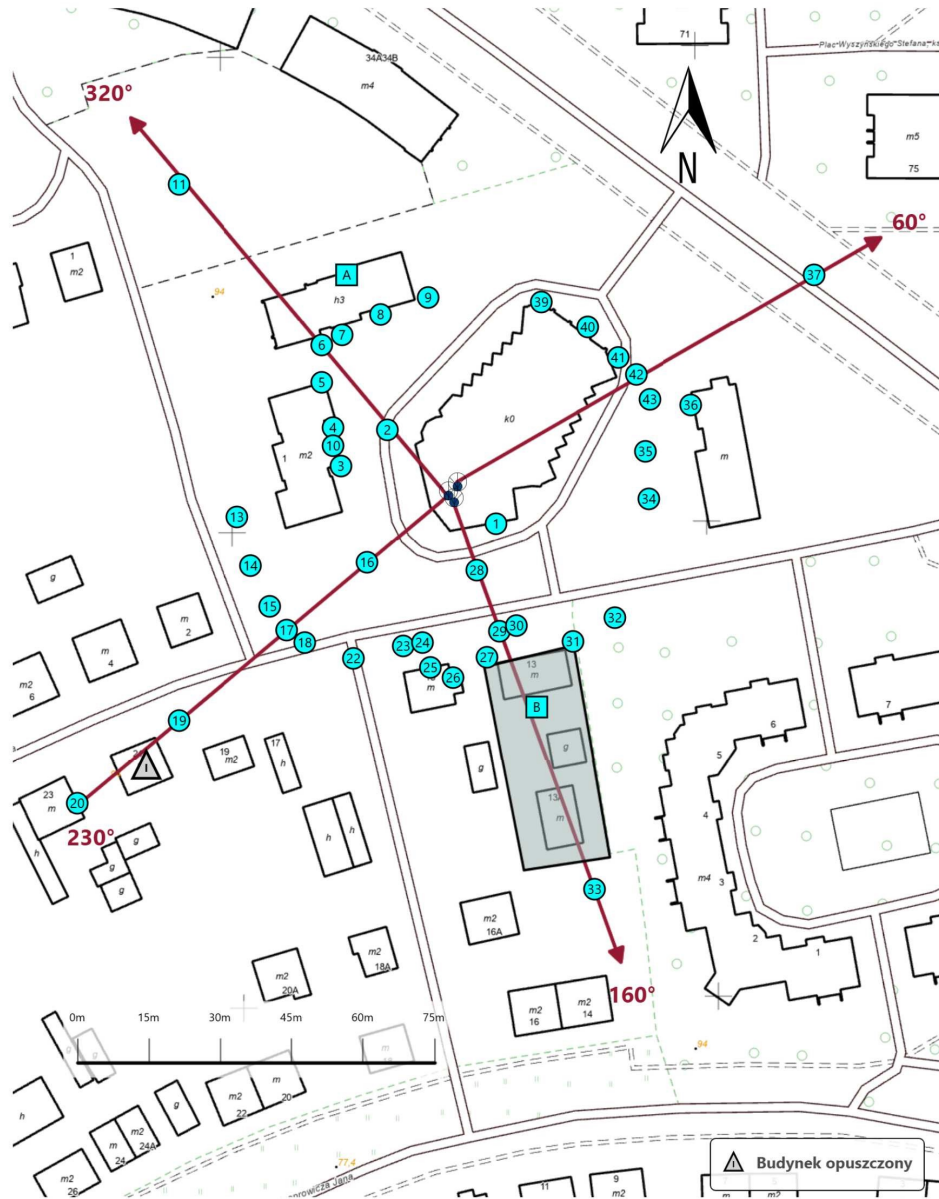 71
Plac Wyszyńskiego Stefana, ks
34A34B
m4
320°
m5
75
N
11
60°
1
m2
A
37
94
h3
9
8
39
7
40
6
41
42
5
43
36
2
4
k0
10
1
m2
3
35
m
34
13
1
16
14
28
g
15
32
m
2
17
29
30
18
23
24
31
m
4
22
27
25
13
m
m2
6
26
m
B
7
6
19
17
5
19
m2
h
g
g
I
23
m
20
13A
m
4
230°
h
h
g
h
g
m4
3
g
33
m2
16A
2
1
m2
18A
m2
20A
160°
m2
16
m2
14
0m
15m
30m
45m
60m
75m
94
g
g
m
18
h
g
m2
22
m
20
m
24
m2
24A
77,4
m2
26
11
9
m2
Budynek opuszczony